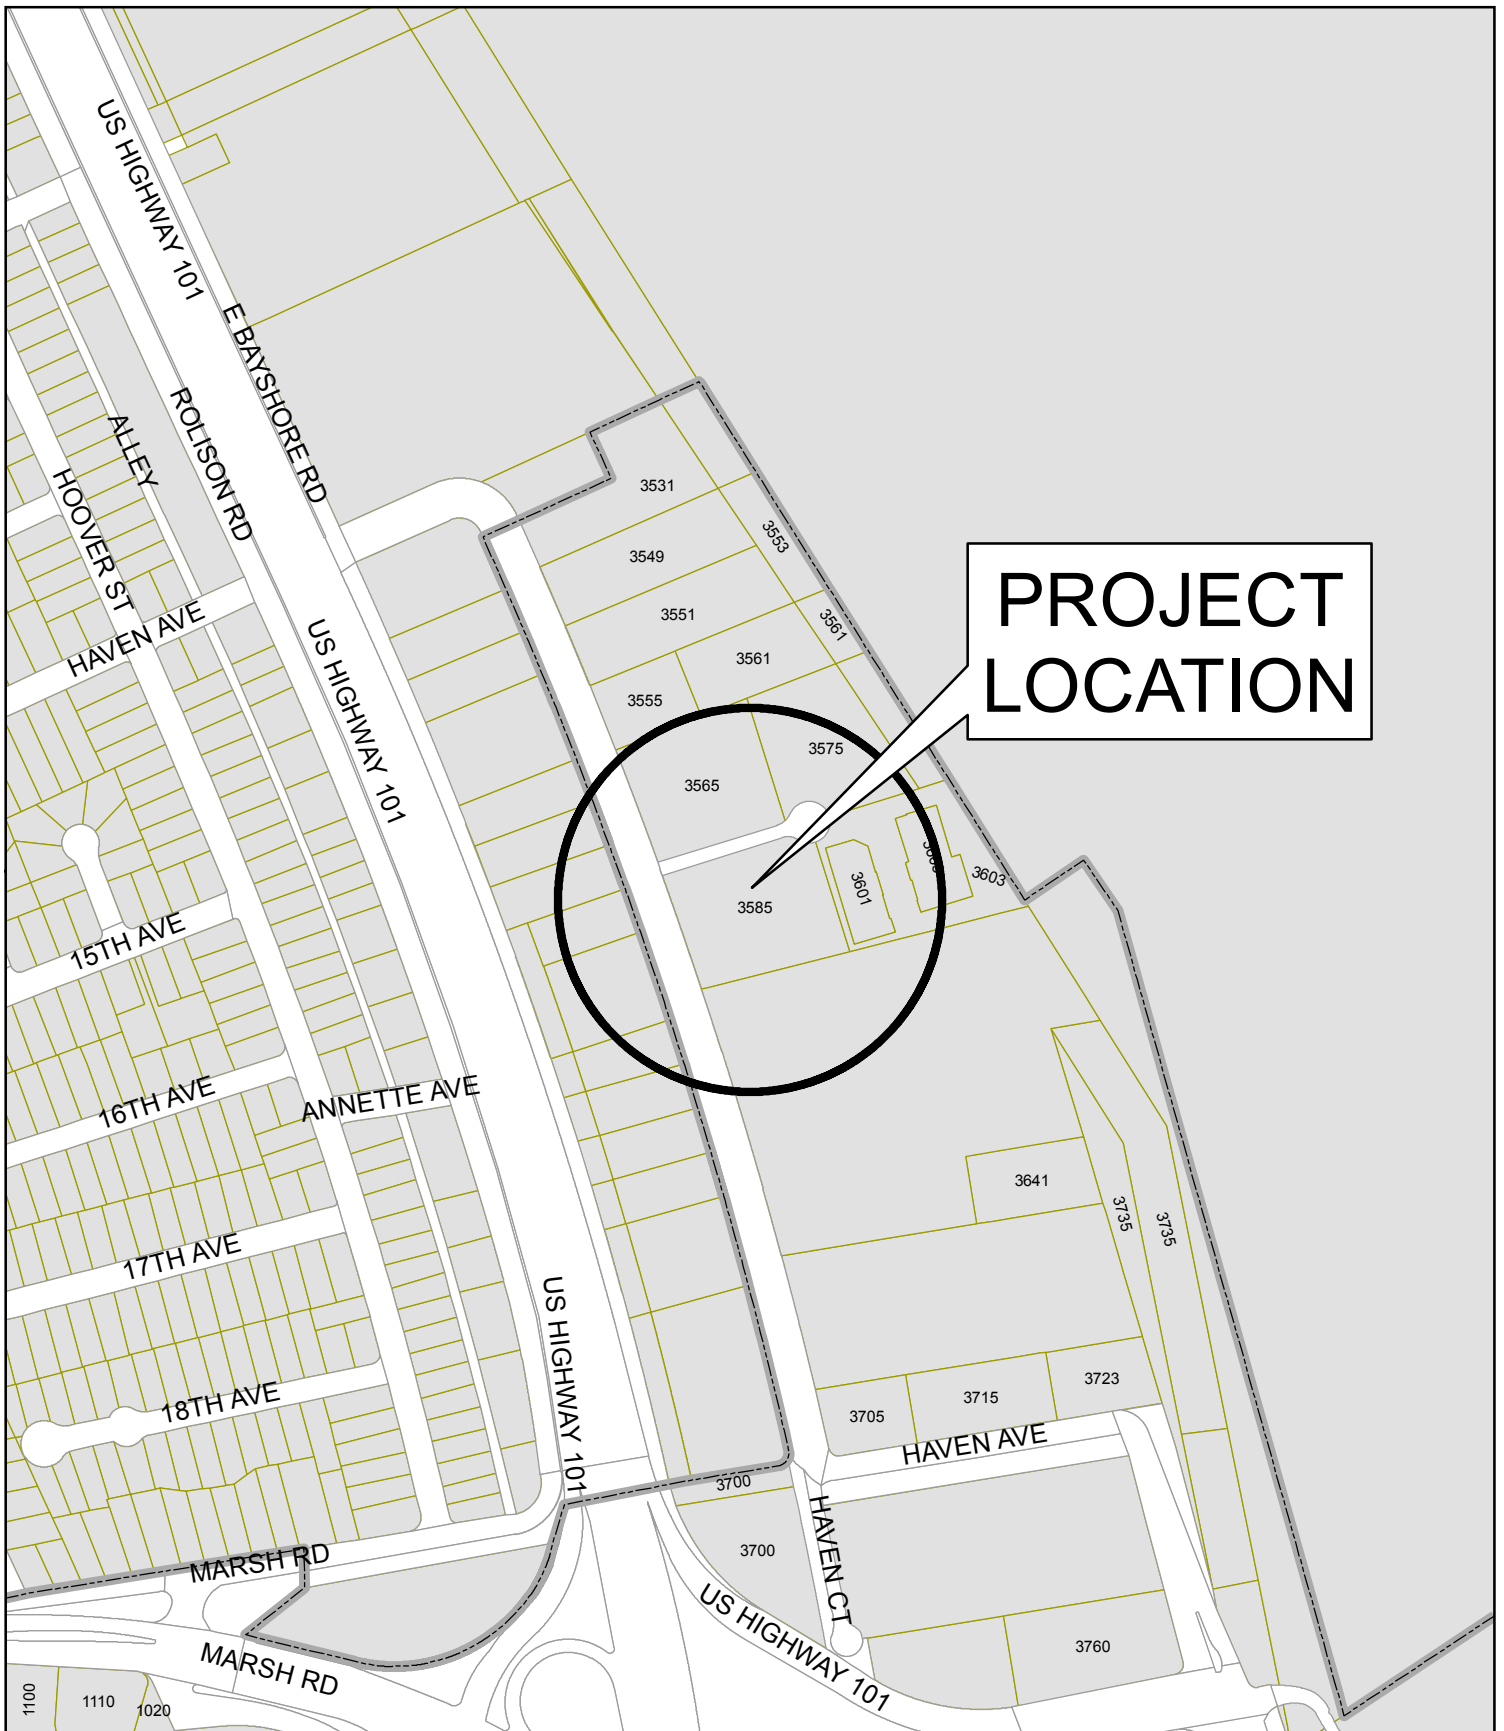 US HIGHWAY 101
E BAYSHORE RD
ROLISON RD
ALLEY
HOOVER ST
HAVEN AVE
US HIGHWAY 101
3531
3549
3553
3551
3561
3561
3555
PROJECT
LOCATION
3575
3565
3601
3603
3585
15TH AVE
16TH AVE
ANNETTE AVE
3641
3735
3735
17TH AVE
US HIGHWAY 101
18TH AVE
3705
3715
3723
HAVEN AVE
3700
HAVEN CT
3700
MARSH RD
US HIGHWAY 101
MARSH RD
3760
1100
1110
1020